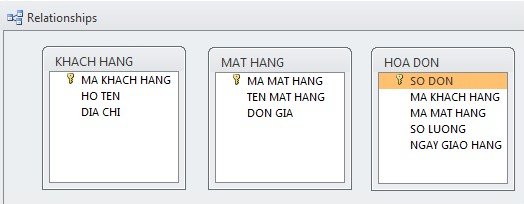 Relationships
KHACH HANG
MA KHACH HANG
HO TEN
DIA CHI
MAT HANG
MA MAT HANG
TEN MAT HANG
DON GIA
HOA DON
SO DON
MA KHACH HANG
MA MAT HANG
SO LUONG
NGAY GIAO HANG